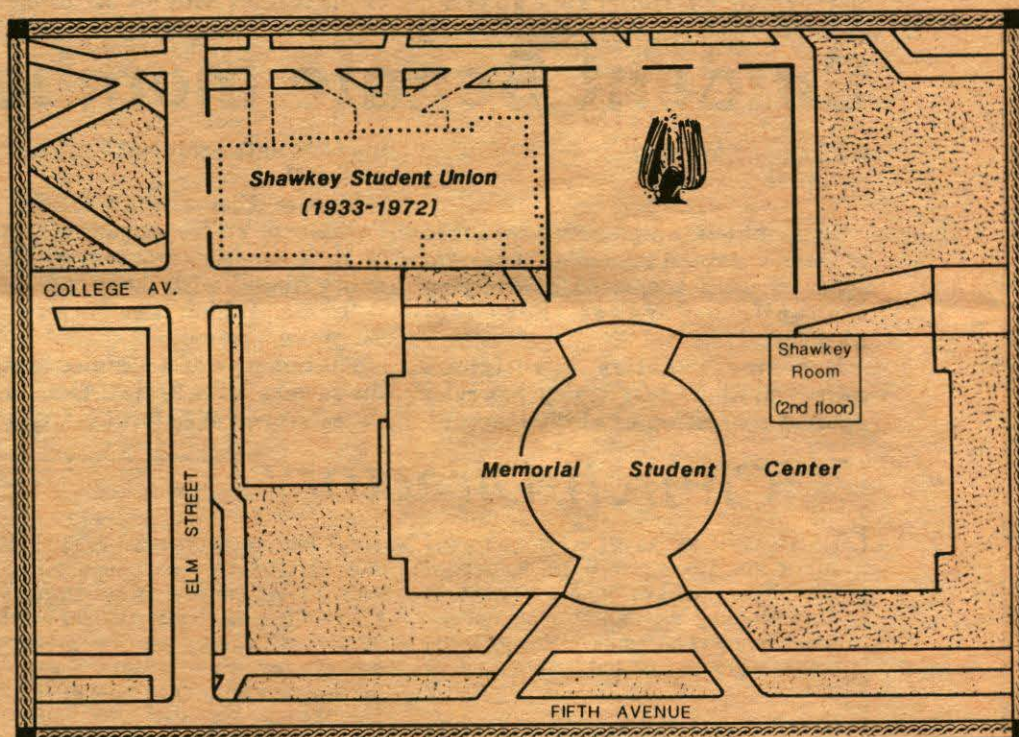 Shawkey Student Union
(1933-1972)
COLLEGE AV.
Shawkey
Room
(2nd floor)
Memorial Student Center
ELM STREET
FIFTH AVENUE